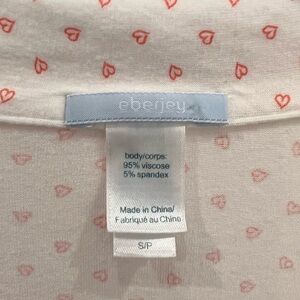 eberjey
body/corps:
95% viscose
5% spandex
Made in China/
Fabriqué au Chine
S/P